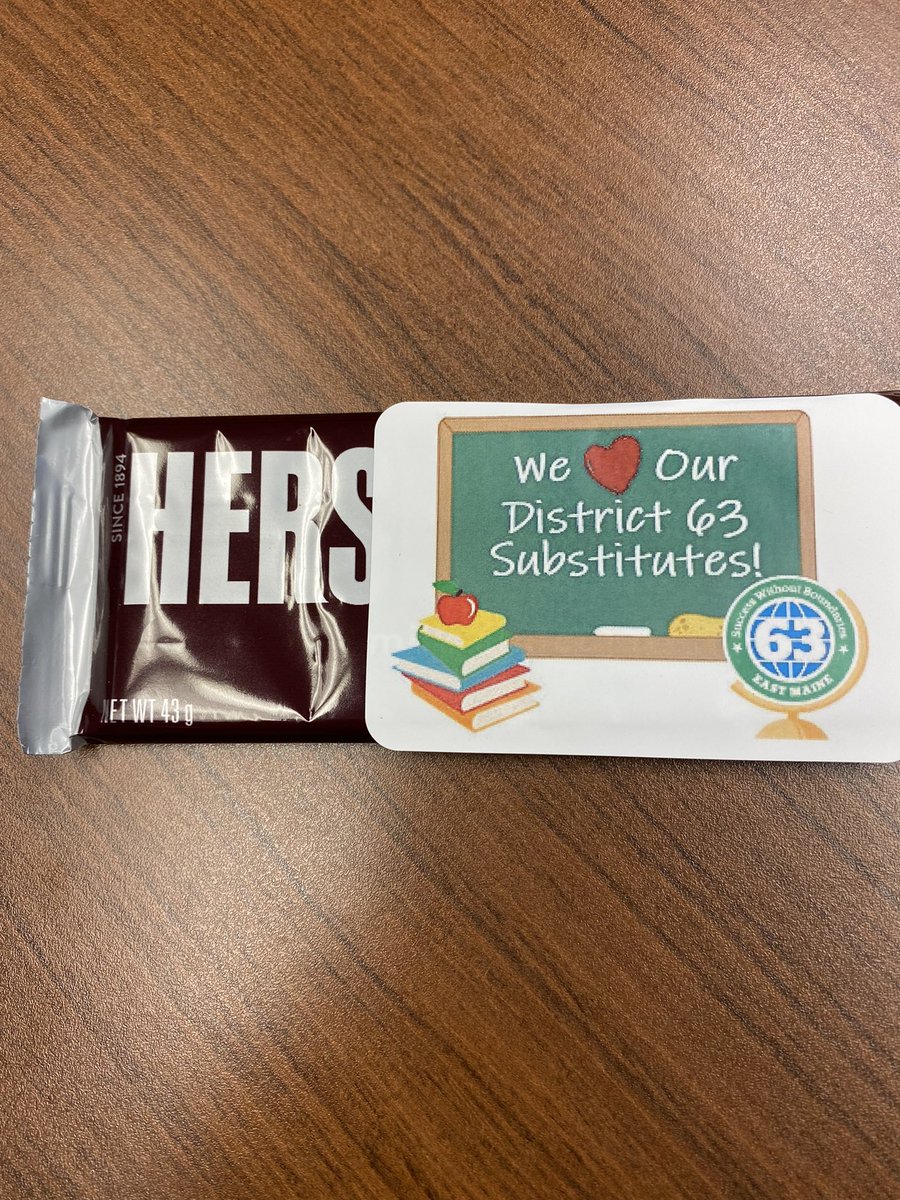 SINCE 1894
HERS
NET WT 43 g
We Our
District 63
Substitutes!
Success Without Boundaries
63
EAST MAINE